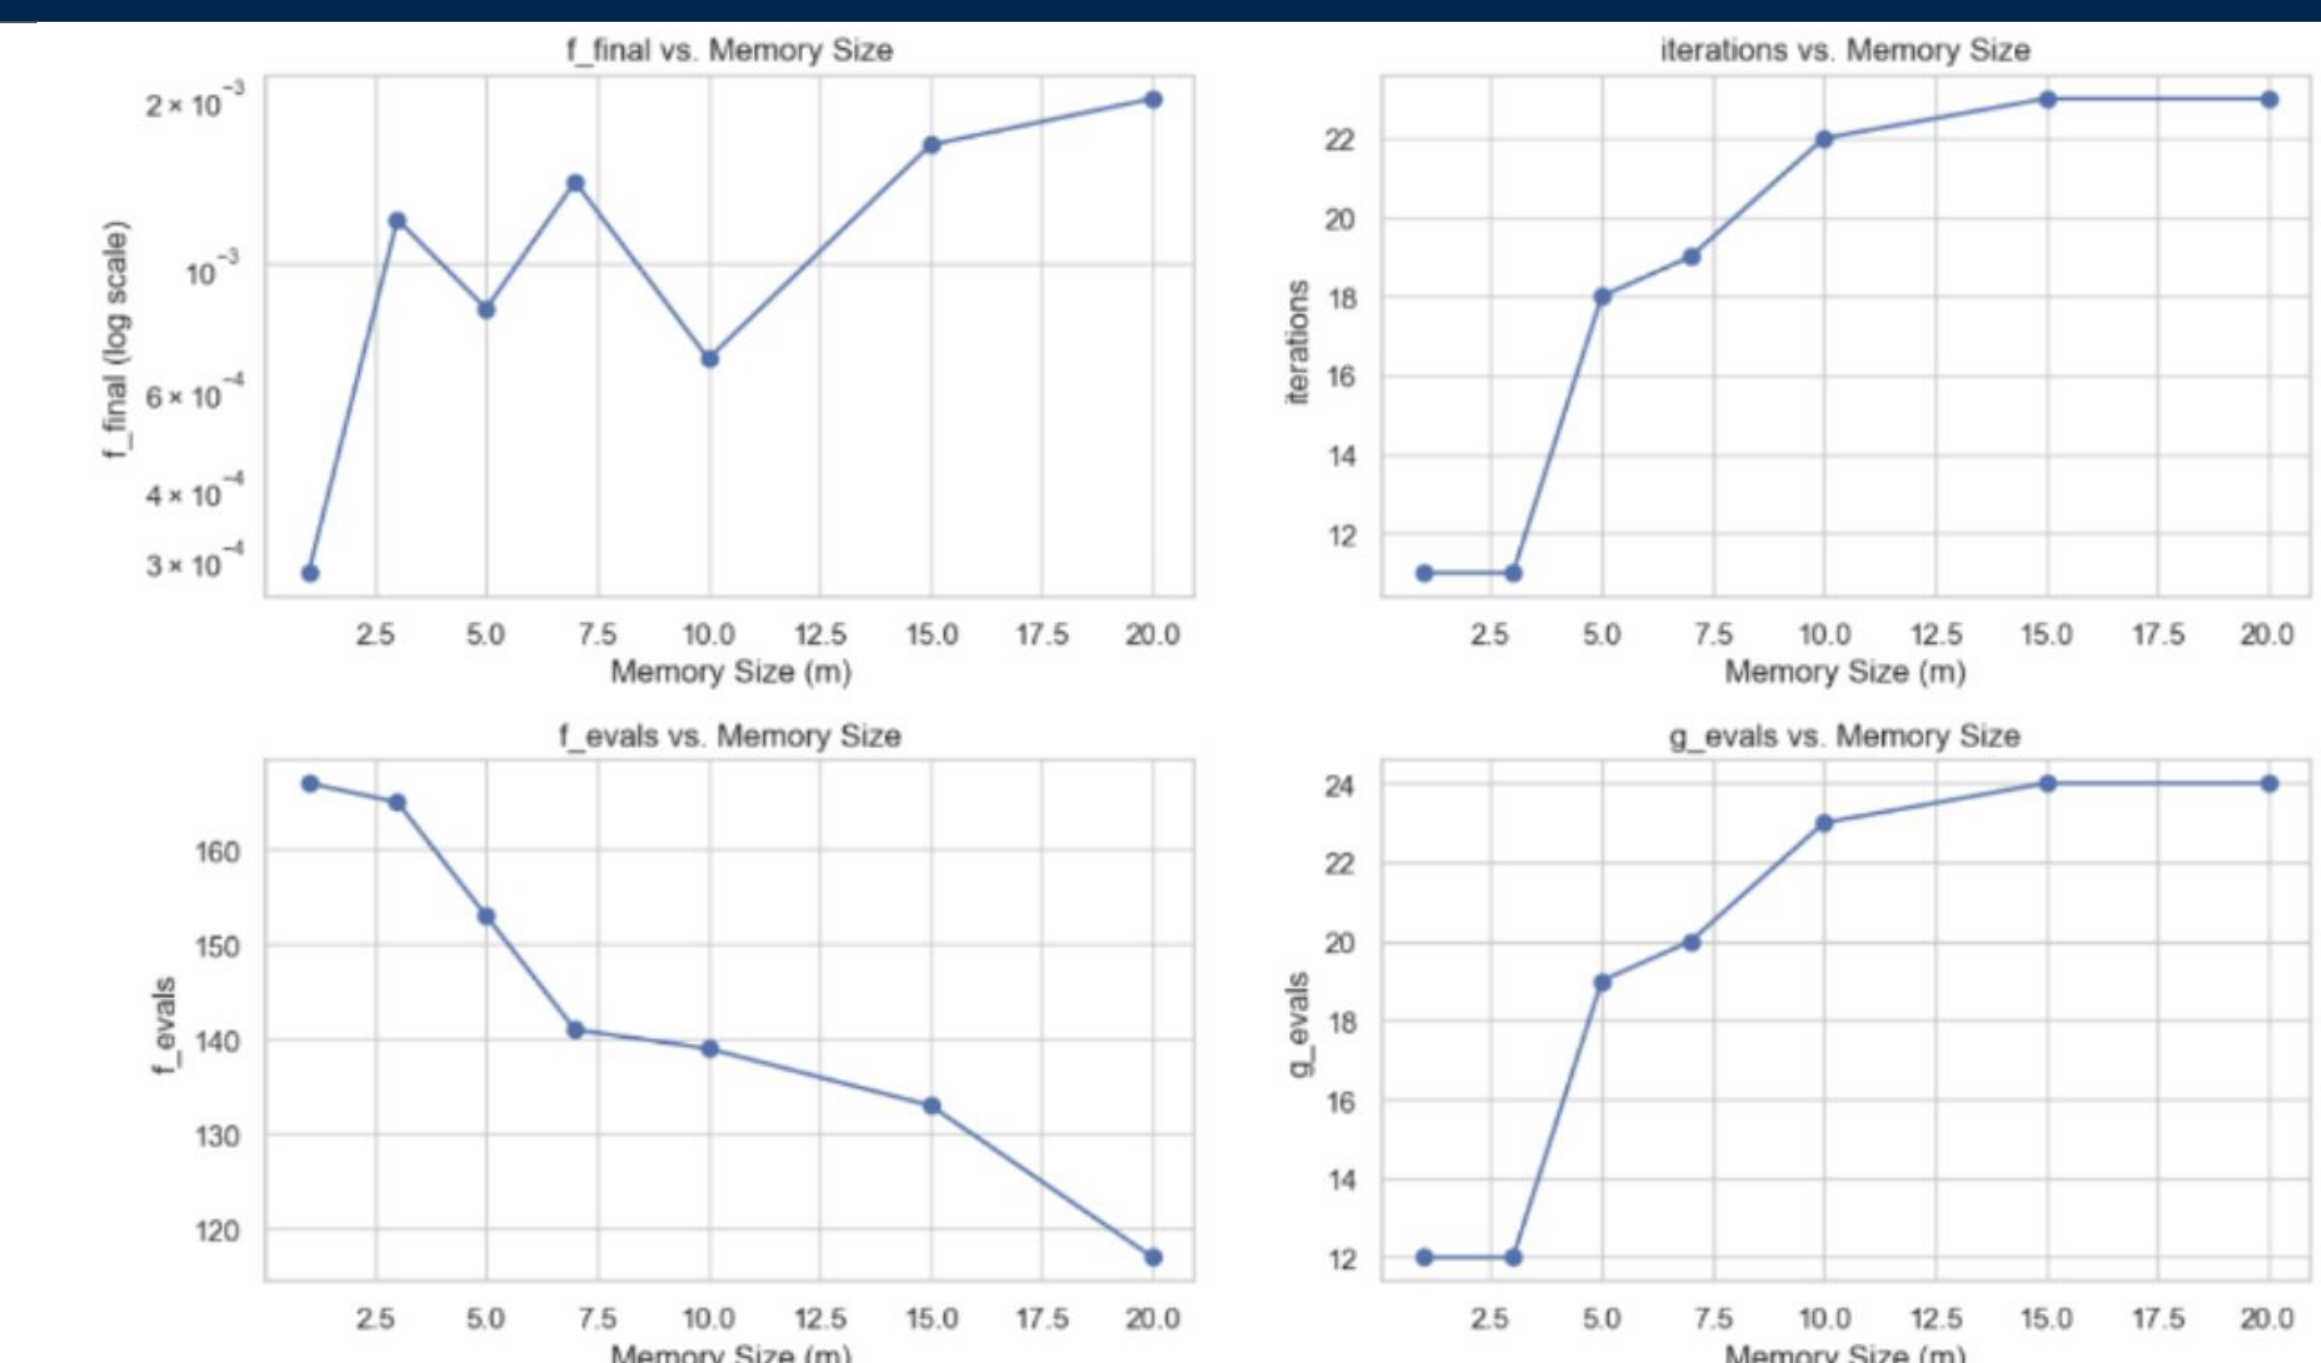 f_final vs. Memory Size
f_final (log scale)
2 × 10⁻³
10⁻³
6 × 10⁻⁴
4 × 10⁻⁴
3 × 10⁻⁴
2.5 5.0 7.5 10.0 12.5 15.0 17.5 20.0
Memory Size (m)
iterations vs. Memory Size
iterations
22
20
18
16
14
12
2.5 5.0 7.5 10.0 12.5 15.0 17.5 20.0
Memory Size (m)
f_evals vs. Memory Size
f_evals
160
150
140
130
120
2.5 5.0 7.5 10.0 12.5 15.0 17.5 20.0
Memory Size (m)
g_evals vs. Memory Size
g_evals
24
22
20
18
16
14
12
2.5 5.0 7.5 10.0 12.5 15.0 17.5 20.0
Memory Size (m)